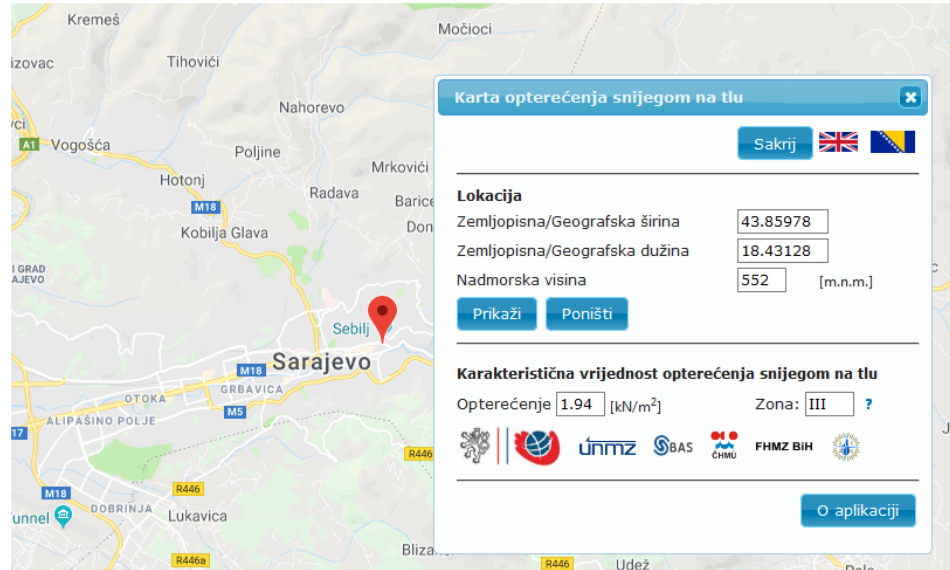 Kremeš
Močioci
izovac
Tihovići
Nahorevo
vci
A1
Vogošća
Poljine
Mrkovići
Hotonj
Radava
Barice
M18
Kobilja Glava
Don
I GRAD
AJEVO
Sebilj
Sarajevo
M18
GRBAVICA
OTOKA
M5
ALIPAŠINO POLJE
17
R446
M18
R446
DOBRINJA
Lukavica
unnel
R446a
Bliza
R446
Udež
Pale
Karta opterećenja snijegom na tlu
Sakrij
Lokacija
Zemljopisna/Geografska širina 43.85978
Zemljopisna/Geografska dužina 18.43128
Nadmorska visina 552 [m.n.m.]
Prikaži Poništi
Karakteristična vrijednost opterećenja snijegom na tlu
Opterećenje 1.94 [kN/m²] Zona: III ?
únmz BAS ČHMÚ FHMZ BiH
O aplikaciji